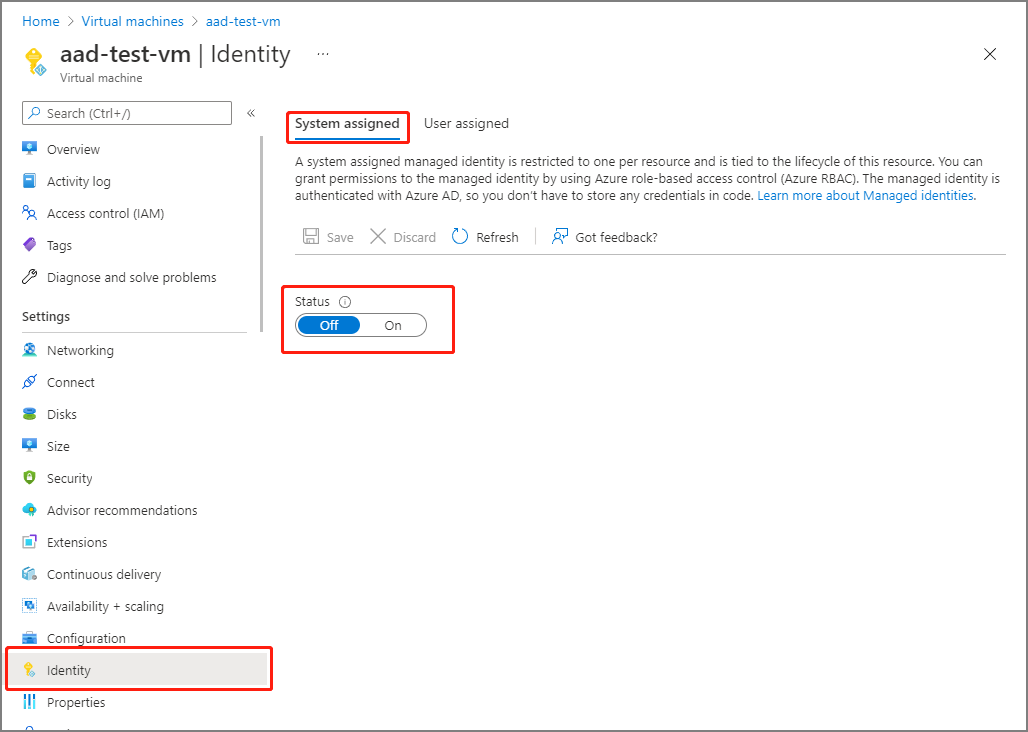 Home > Virtual machines > aad-test-vm
aad-test-vm | Identity ...
Virtual machine
Search (Ctrl+/)
«
Overview
Activity log
Access control (IAM)
Tags
Diagnose and solve problems
Settings
Networking
Connect
Disks
Size
Security
Advisor recommendations
Extensions
Continuous delivery
Availability + scaling
Configuration
Identity
Properties
System assigned User assigned
A system assigned managed identity is restricted to one per resource and is tied to the lifecycle of this resource. You can
grant permissions to the managed identity by using Azure role-based access control (Azure RBAC). The managed identity is
authenticated with Azure AD, so you don't have to store any credentials in code. Learn more about Managed identities.
Save Discard Refresh Got feedback?
Status
Off On